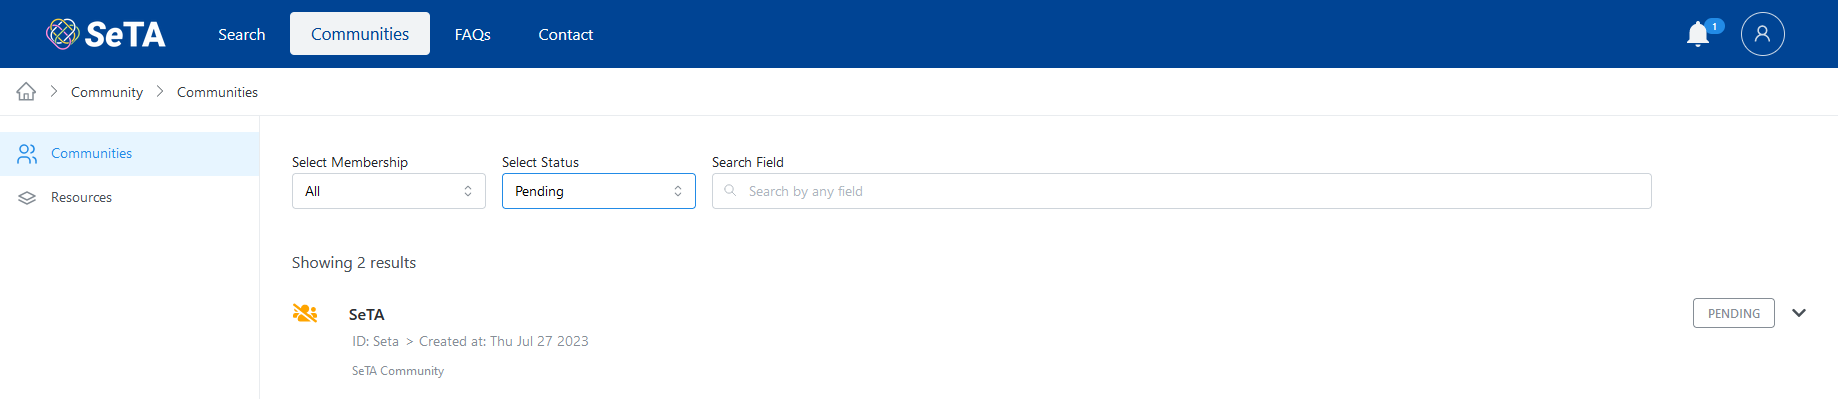 SeTA Search Communities FAQs Contact 1
Community Communities
Communities
Resources
Select Membership Select Status Search Field
All Pending Search by any field
Showing 2 results
SeTA PENDING
ID: Seta > Created at: Thu Jul 27 2023
SeTA Community